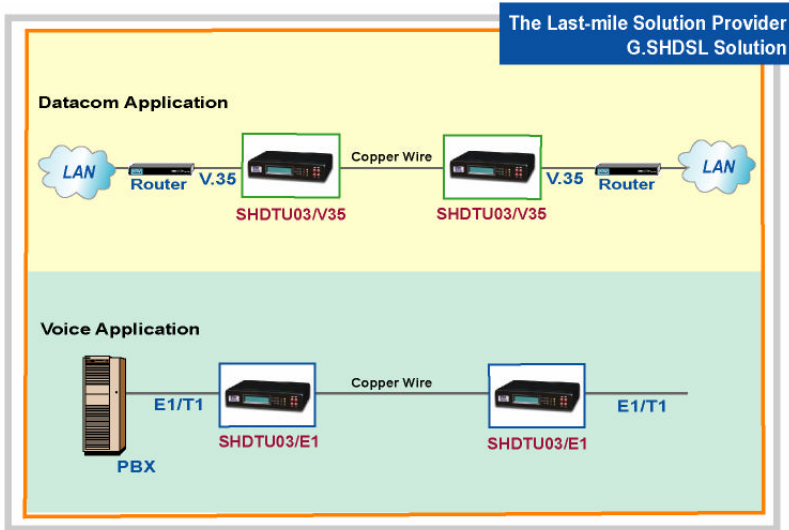 The Last-mile Solution Provider
G.SHDSL Solution
Datacom Application
LAN
Router
V.35
SHDTU03/V35
Copper Wire
SHDTU03/V35
V.35
Router
LAN
Voice Application
PBX
E1/T1
SHDTU03/E1
Copper Wire
SHDTU03/E1
E1/T1